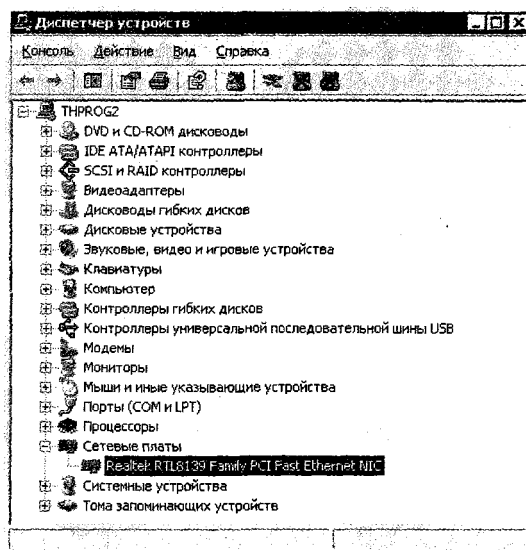 Диспетчер устройств
Консоль Действие Вид Справка
THPROG2
DVD и CD-ROM дисководы
IDE ATA/ATAPI контроллеры
SCSI и RAID контроллеры
Видеоадаптеры
Дисководы гибких дисков
Дисковые устройства
Звуковые, видео и игровые устройства
Клавиатуры
Компьютер
Контроллеры гибких дисков
Контроллеры универсальной последовательной шины USB
Модемы
Мониторы
Мыши и иные указывающие устройства
Порты (COM и LPT)
Процессоры
Сетевые платы
Realtek RTL8139 Family PCI Fast Ethernet NIC
Системные устройства
Тома запоминающих устройств